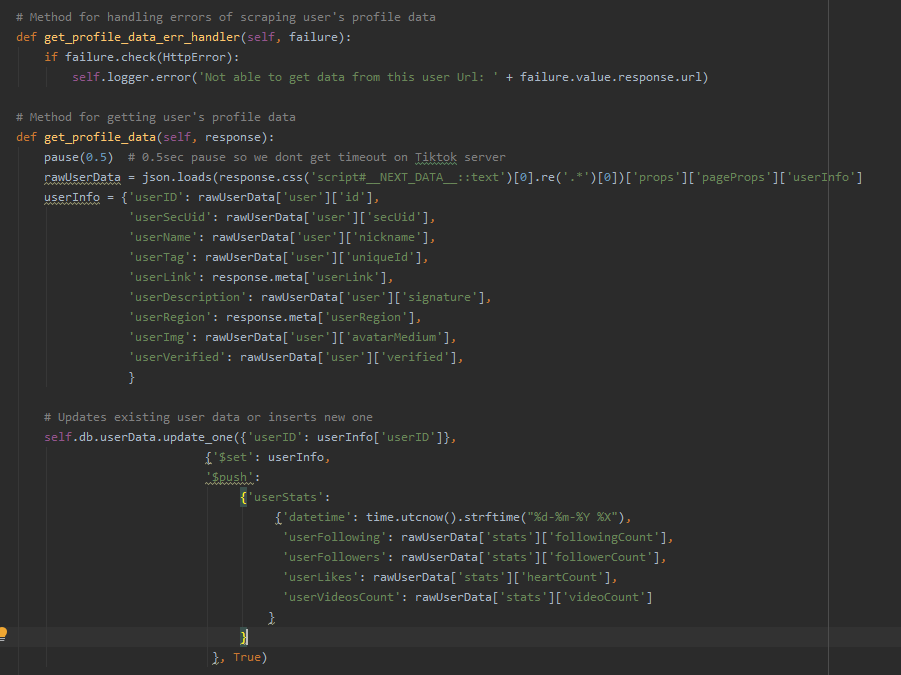 # Method for handling errors of scraping user's profile data
def get_profile_data_err_handler(self, failure):
    if failure.check(HttpError):
        self.logger.error('Not able to get data from this user Url: ' + failure.value.response.url)

# Method for getting user's profile data
def get_profile_data(self, response):
    pause(0.5)  # 0.5sec pause so we dont get timeout on Tiktok server
    rawUserData = json.loads(response.css('script#__NEXT_DATA__::text')[0].re('.*')[0])['props']['pageProps']['userInfo']
    userInfo = {'userID': rawUserData['user']['id'],
                'userSecUid': rawUserData['user']['secUid'],
                'userName': rawUserData['user']['nickname'],
                'userTag': rawUserData['user']['uniqueId'],
                'userLink': response.meta['userLink'],
                'userDescription': rawUserData['user']['signature'],
                'userRegion': response.meta['userRegion'],
                'userImg': rawUserData['user']['avatarMedium'],
                'userVerified': rawUserData['user']['verified'],
                }

    # Updates existing user data or inserts new one
    self.db.userData.update_one({'userID': userInfo['userID']},
                           {'$set': userInfo,
                           '$push':
                                {'userStats':
                                     {'datetime': time.utcnow().strftime("%d-%m-%Y %X"),
                                      'userFollowing': rawUserData['stats']['followingCount'],
                                      'userFollowers': rawUserData['stats']['followerCount'],
                                      'userLikes': rawUserData['stats']['heartCount'],
                                      'userVideosCount': rawUserData['stats']['videoCount']
                                    }
                                }
                            }, True)